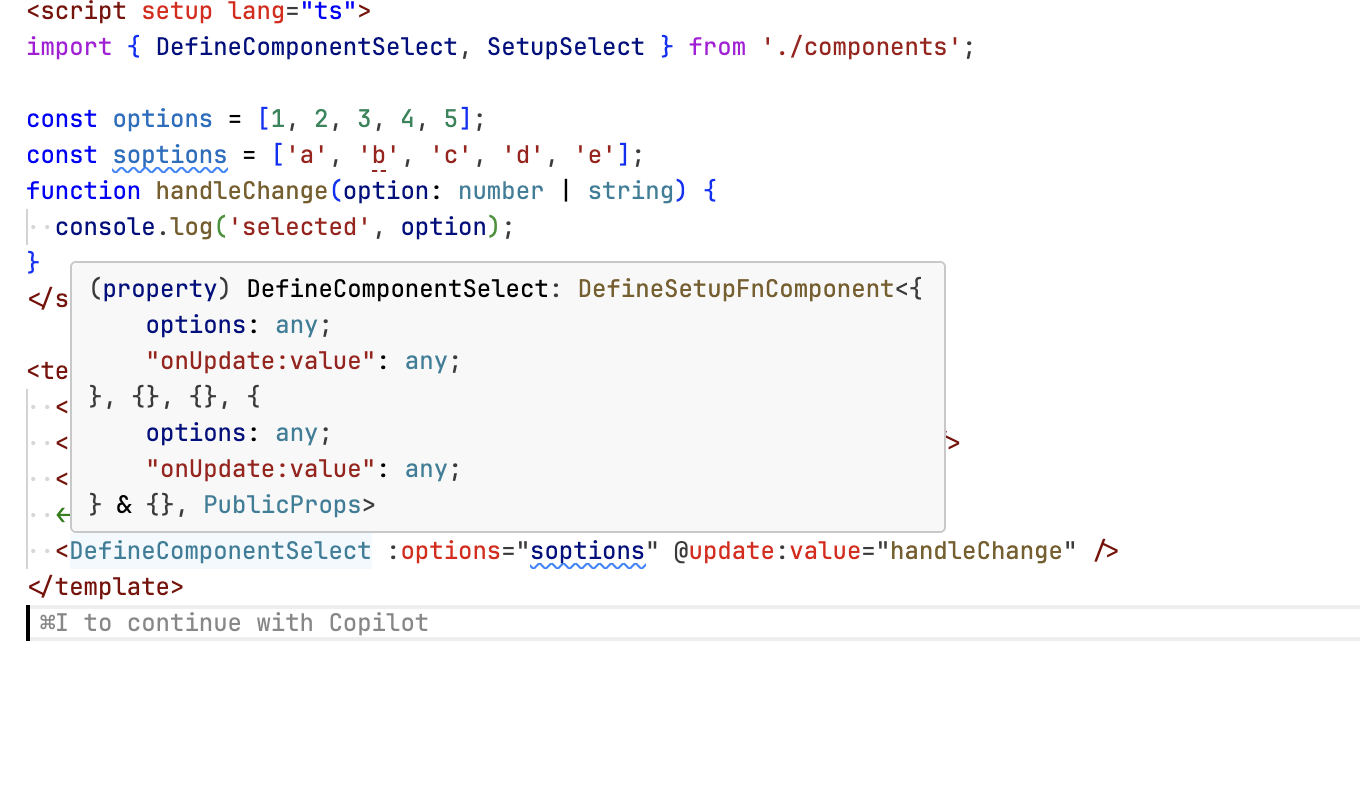 <script setup lang="ts">
import { DefineComponentSelect, SetupSelect } from './components';
const options = [1, 2, 3, 4, 5];
const soptions = ['a', 'b', 'c', 'd', 'e'];
function handleChange(option: number | string) {
  console.log('selected', option);
}
</s
(property) DefineComponentSelect: DefineSetupFnComponent<{
    options: any;
    "onUpdate:value": any;
}, {}, {}, {
    options: any;
    "onUpdate:value": any;
} & {}, PublicProps>
<te
  <
  < />
  <
  <
  <DefineComponentSelect :options="soptions" @update:value="handleChange" />
</template>
⌘I to continue with Copilot